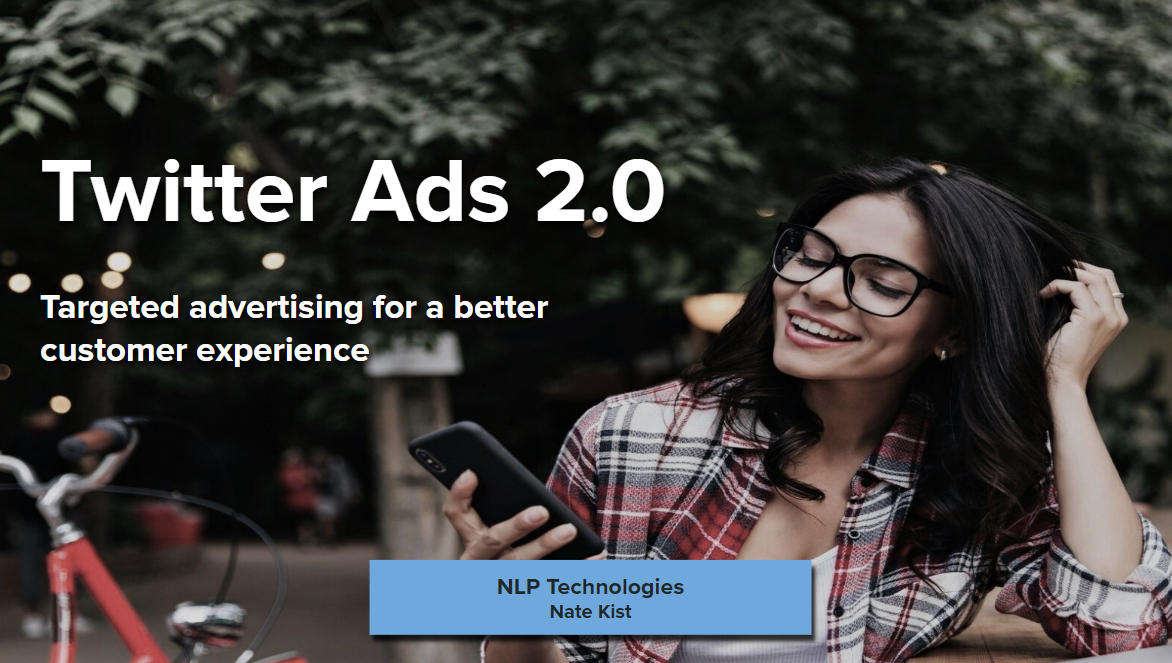 Twitter Ads 2.0
Targeted advertising for a better
customer experience
NLP Technologies
Nate Kist